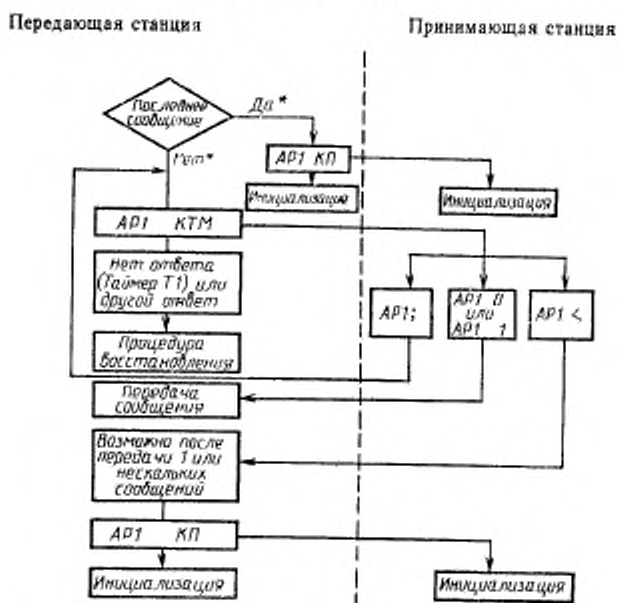 Передающая станция
Принимающая станция
Последнее
сообщение
Да*
Нет*
АР1 КП
Инициализация
Инициализация
АР1 КТМ
Нет ответа
(Таймер Т1) или
другой ответ
АР1;
АР1 0
или
АР1 1
АР1 <
Процедура
восстановления
Передача
сообщения
Возможно после
передачи 1 или
нескольких
сообщений
АР1 КП
Инициализация
Инициализация